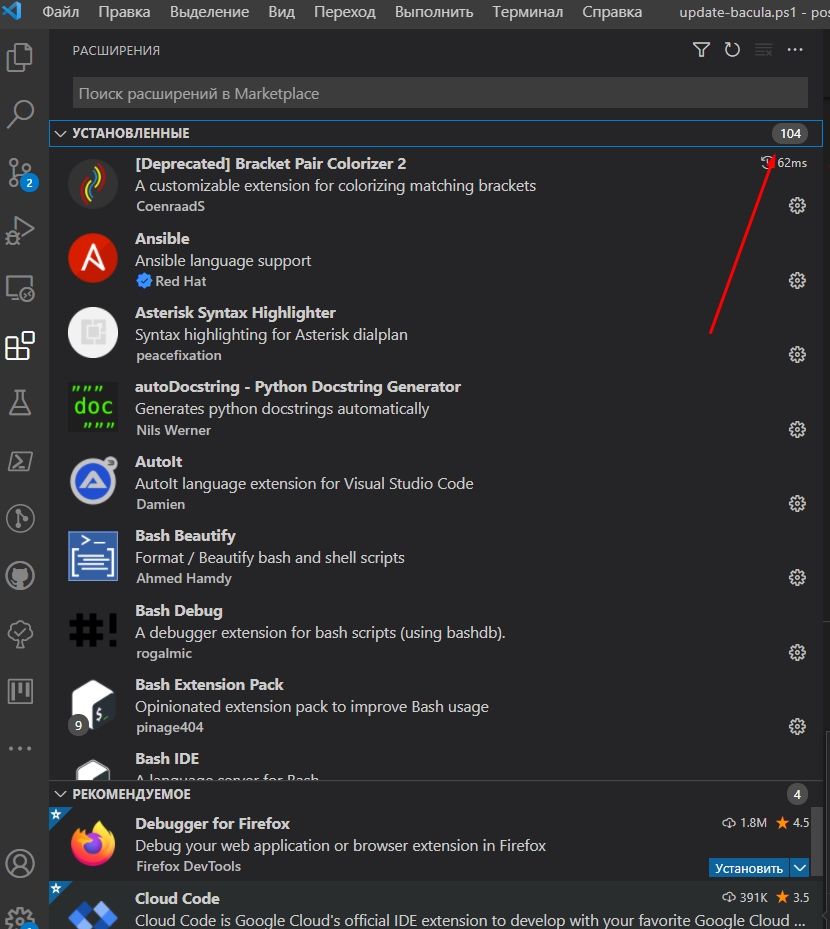 Файл Правка Выделение Вид Переход Выполнить Терминал Справка update-bacula.ps1 - pos
РАСШИРЕНИЯ
Поиск расширений в Marketplace
УСТАНОВЛЕННЫЕ 104
[Deprecated] Bracket Pair Colorizer 2 62ms
A customizable extension for colorizing matching brackets
CoenraadS
Ansible
Ansible language support
Red Hat
Asterisk Syntax Highlighter
Syntax highlighting for Asterisk dialplan
peacefixation
autoDocstring - Python Docstring Generator
Generates python docstrings automatically
Nils Werner
AutoIt
AutoIt language extension for Visual Studio Code
Damien
Bash Beautify
Format / Beautify bash and shell scripts
Ahmed Hamdy
Bash Debug
A debugger extension for bash scripts (using bashdb).
rogalmic
Bash Extension Pack
Opinionated extension pack to improve Bash usage
9 pinage404
Bash IDE
A language server for Bash
РЕКОМЕНДУЕМОЕ 4
Debugger for Firefox 1.8M 4.5
Debug your web application or browser extension in Firefox
Firefox DevTools Установить
Cloud Code 391K 3.5
Cloud Code is Google Cloud's official IDE extension to develop with your favorite Google Cloud ...
2
"""
doc
"""
#!